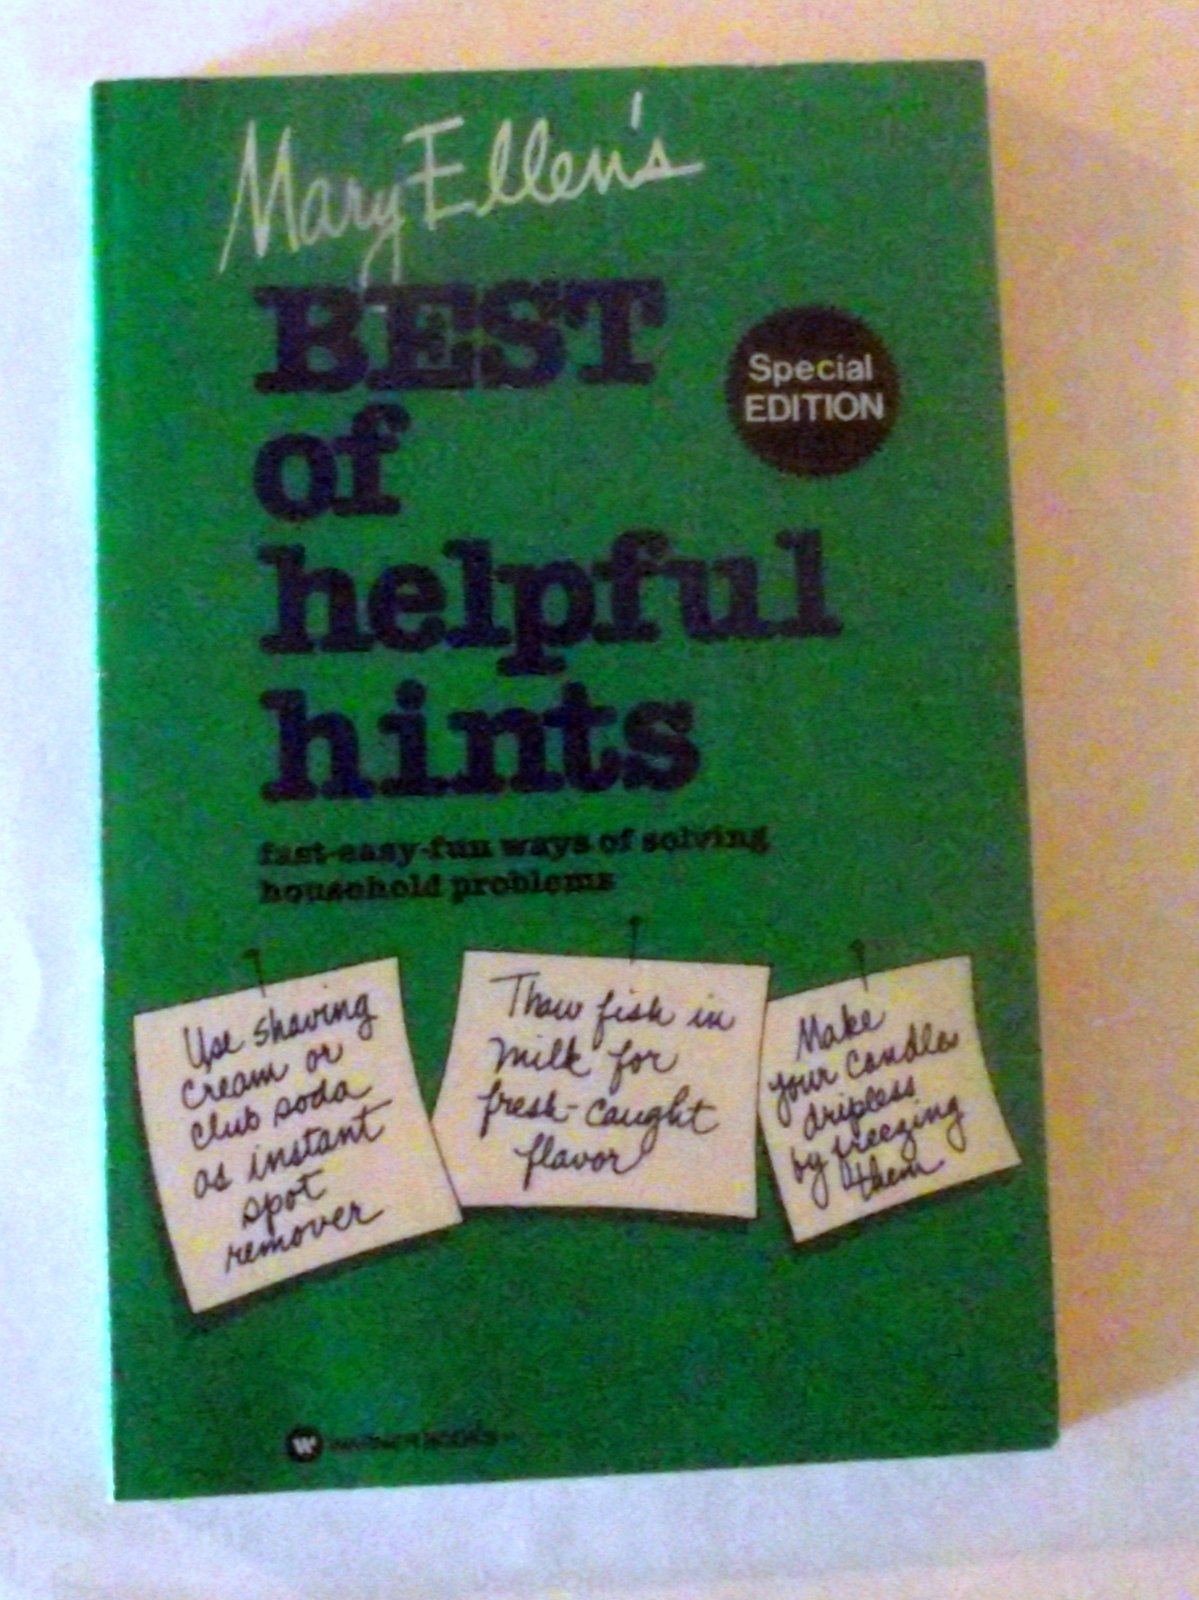 Mary Ellen's
BEST
of
helpful
hints
Special
EDITION
fast-easy-fun ways of solving
household problems
Use shaving
cream or
club soda
as instant
spot
remover
Thaw fish in
milk for
fresh-caught
flavor
Make
your candles
dripless
by freezing
them
W WARNER BOOKS